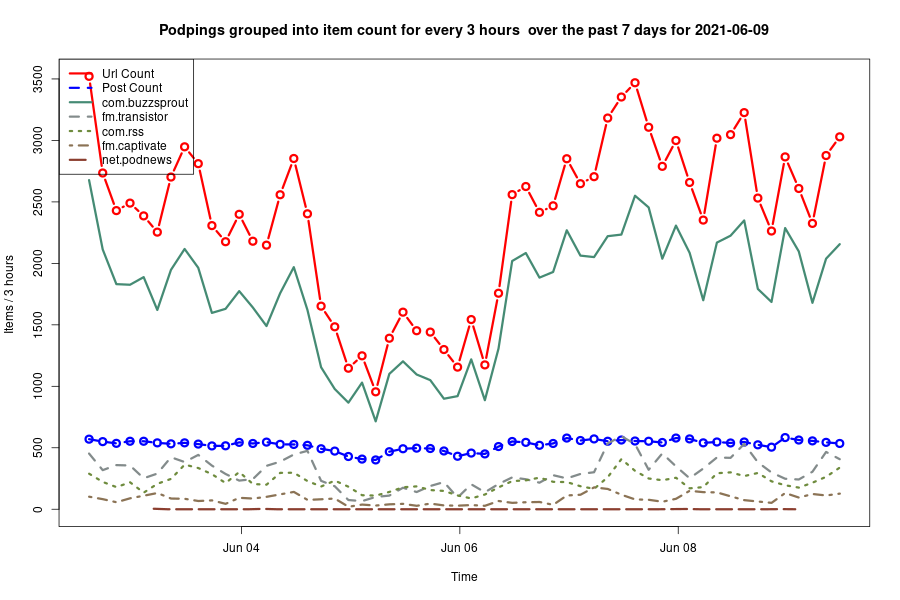 Podpings grouped into item count for every 3 hours  over the past 7 days for 2021-06-09
Items / 3 hours
3500
3000
2500
2000
1500
1000
500
0
Url Count
Post Count
com.buzzsprout
fm.transistor
com.rss
fm.captivate
net.podnews
Jun 04
Jun 06
Jun 08
Time